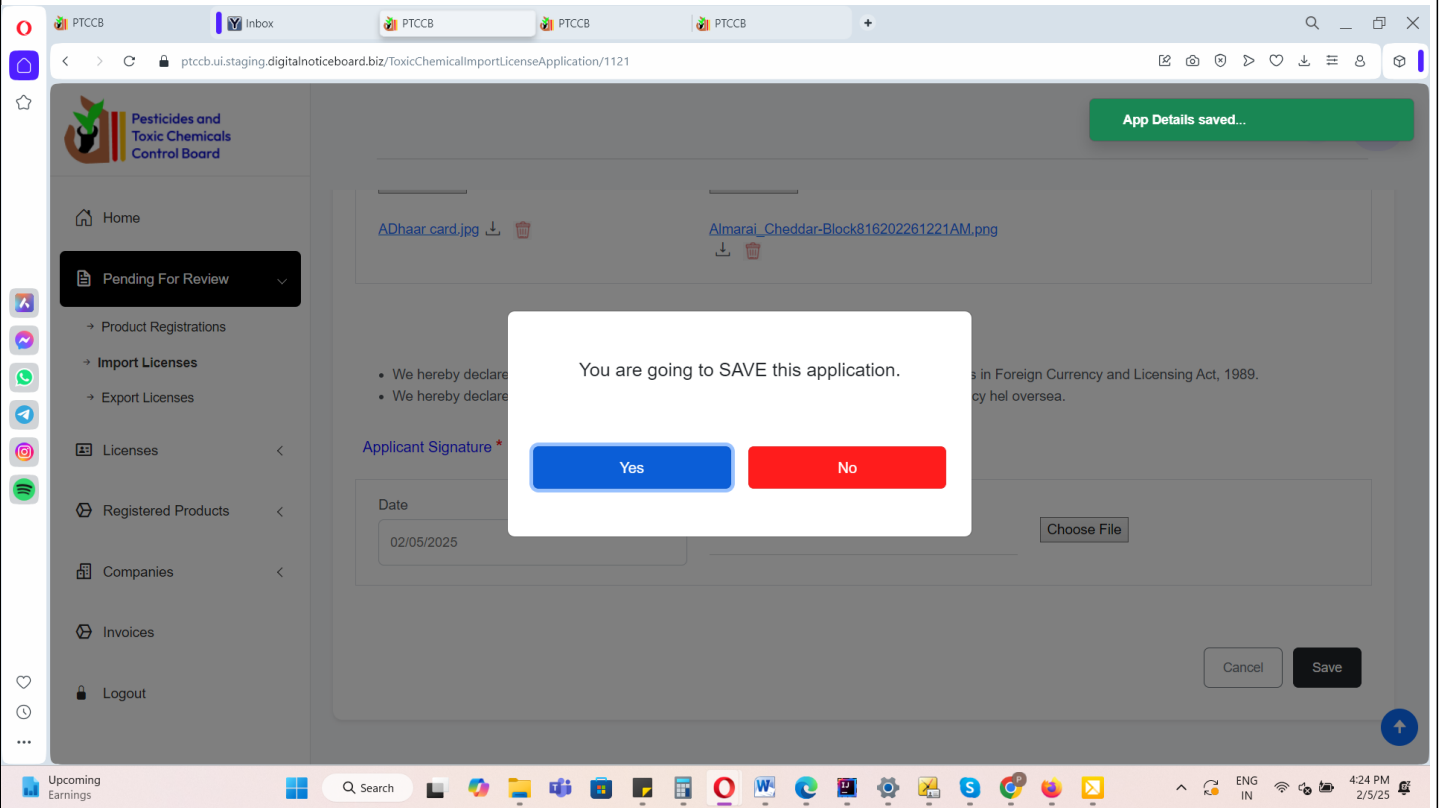 PTCCB
Inbox
PTCCB
PTCCB
PTCCB
ptccb.ui.staging.digitalnoticeboard.biz/ToxicChemicalImportLicenseApplication/1121
Pesticides and
Toxic Chemicals
Control Board
App Details saved...
Home
Pending For Review
Product Registrations
Import Licenses
Export Licenses
Licenses
Registered Products
Companies
Invoices
Logout
ADhaar card.jpg
Almarai_Cheddar-Block816202261221AM.png
You are going to SAVE this application.
Yes
No
We hereby declare
s in Foreign Currency and Licensing Act, 1989.
We hereby declare
cy hel oversea.
Applicant Signature *
Date
02/05/2025
Choose File
Cancel
Save
Upcoming
Earnings
Search
ENG
IN
4:24 PM
2/5/25